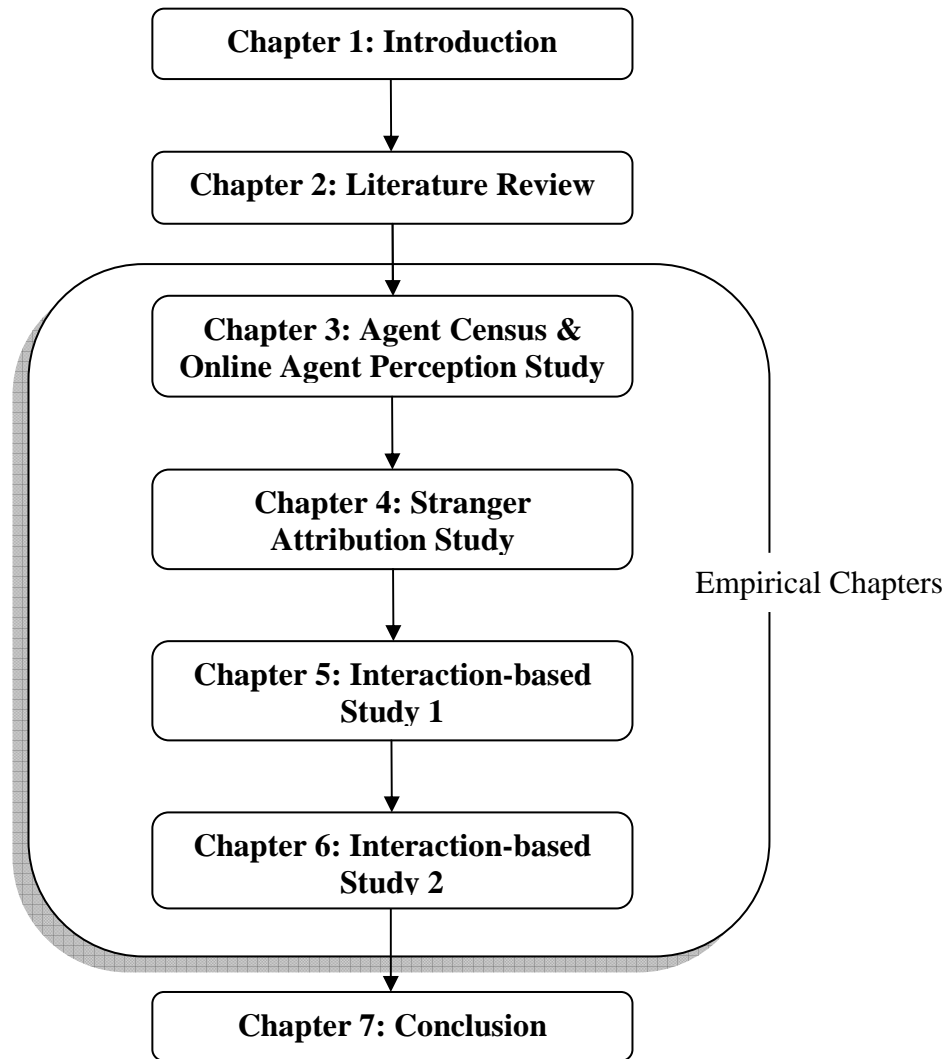 Chapter 1: Introduction
Chapter 2: Literature Review
Chapter 3: Agent Census &
Online Agent Perception Study
Chapter 4: Stranger
Attribution Study
Empirical Chapters
Chapter 5: Interaction-based
Study 1
Chapter 6: Interaction-based
Study 2
Chapter 7: Conclusion